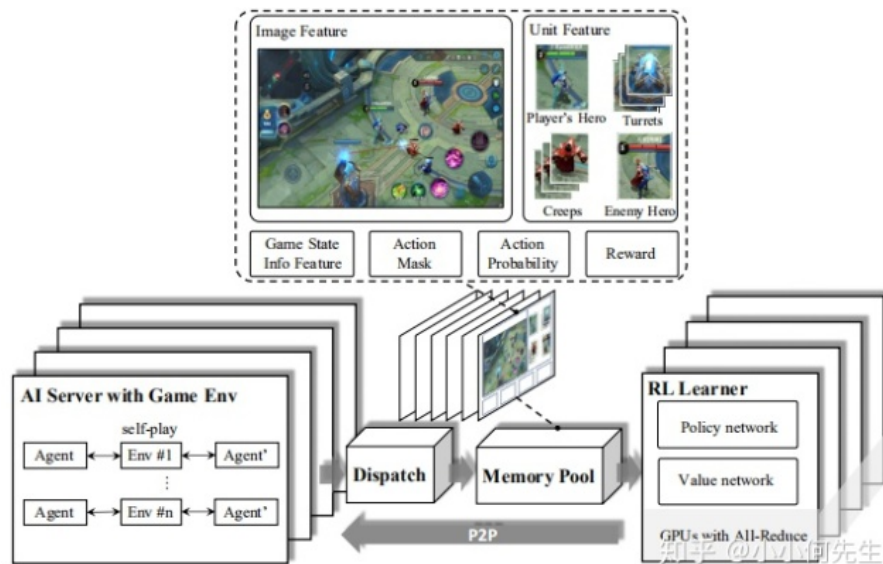 Image Feature
Unit Feature
Player's Hero
Turrets
Creeps
Enemy Hero
Game State
Info Feature
Action
Mask
Action
Probability
Reward
AI Server with Game Env
self-play
Agent
Env #1
Agent'
⋮
Agent
Env #n
Agent'
Dispatch
Memory Pool
RL Learner
Policy network
Value network
GPUs with All-Reduce
P2P
知乎 @小小何先生